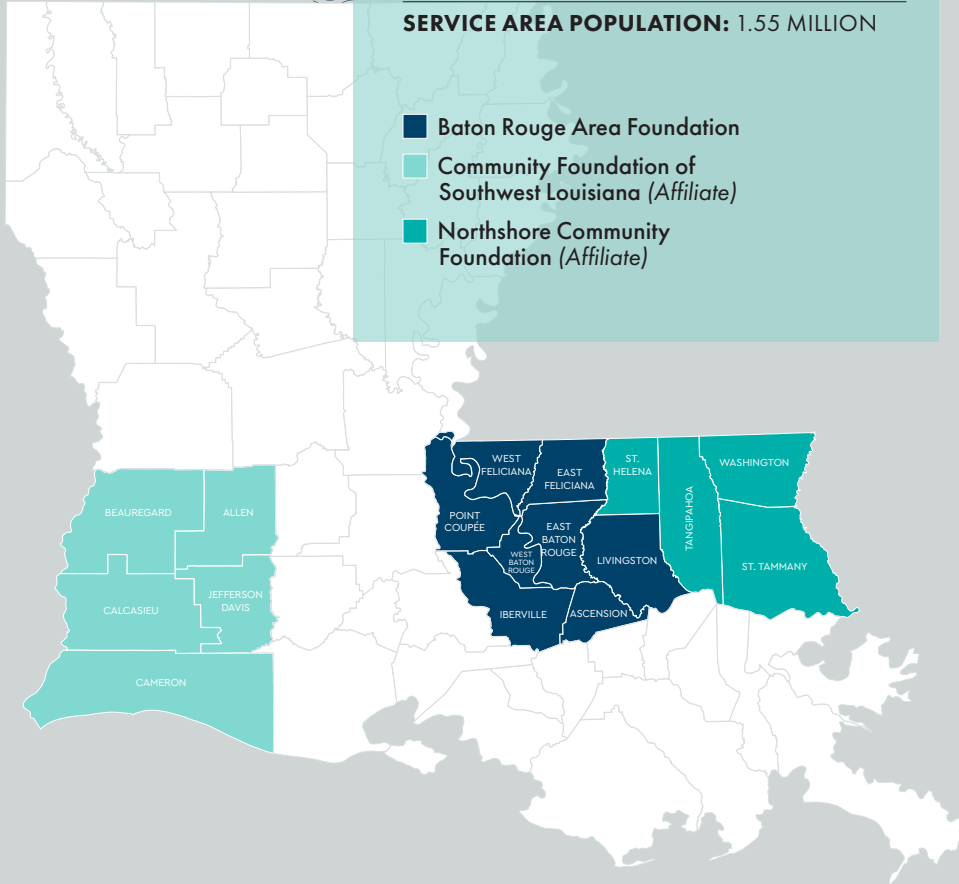 SERVICE AREA POPULATION: 1.55 MILLION
Baton Rouge Area Foundation
Community Foundation of
Southwest Louisiana (Affiliate)
Northshore Community
Foundation (Affiliate)
WEST
FELICIANA
EAST
FELICIANA
ST.
HELENA
TANGIPAHOA
WASHINGTON
BEAUREGARD
ALLEN
POINT
COUPÉE
EAST
BATON
ROUGE
WEST
BATON
ROUGE
LIVINGSTON
ST. TAMMANY
CALCASIEU
JEFFERSON
DAVIS
IBERVILLE
ASCENSION
CAMERON